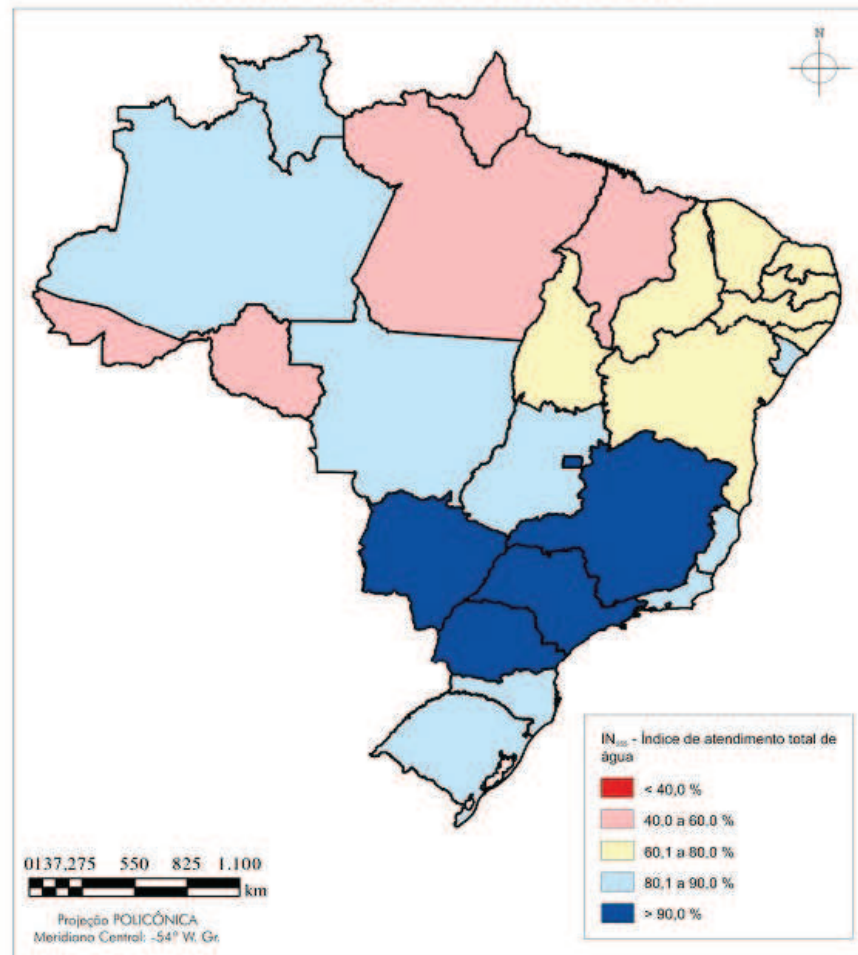 N
IN₀₅₅ - Índice de atendimento total de
água
< 40,0 %
40,0 a 60.0 %
60,1 a 80.0 %
80,1 a 90.0 %
> 90,0 %
0137,275 550 825 1.100
km
Projeção POLICÔNICA
Meridiano Central: -54° W. Gr.